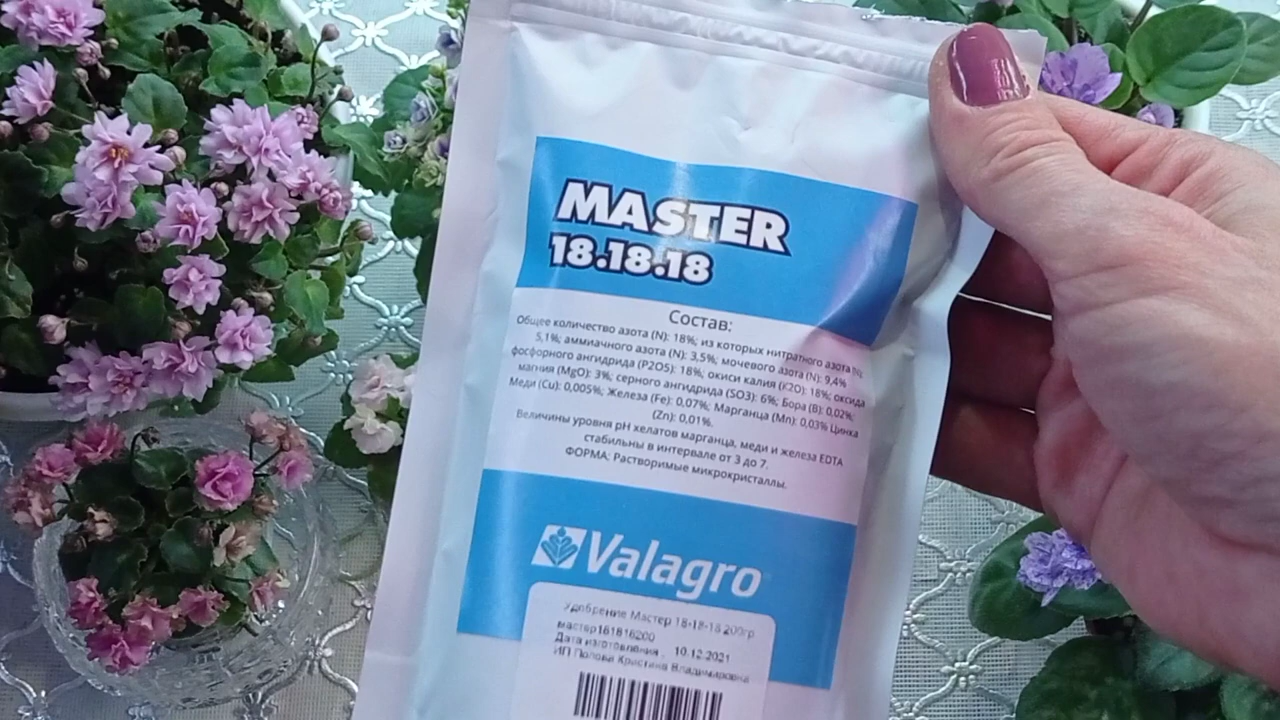 MASTER
18.18.18
Состав:
Общее количество азота (N): 18%; из которых нитратного азота (N):
5,1%; аммиачного азота (N): 3,5%; мочевого азота (N): 9,4%
фосфорного ангидрида (P2O5): 18%; окиси калия (K2O): 18%; оксида
магния (MgO): 3%; серного ангидрида (SO3): 6%; Бора (B): 0,02%;
Меди (Cu): 0,005%; Железа (Fe): 0,07%; Марганца (Mn): 0,03% Цинка
(Zn): 0,01%.
Величины уровня pH хелатов марганца, меди и железа EDTA
стабильны в интервале от 3 до 7.
ФОРМА: Растворимые микрокристаллы.
Valagro
Удобрение Мастер 18-18-18 200гр
мастер181818200
Дата изготовления , 10.12.2021
ИП Попова Кристина Владимировна